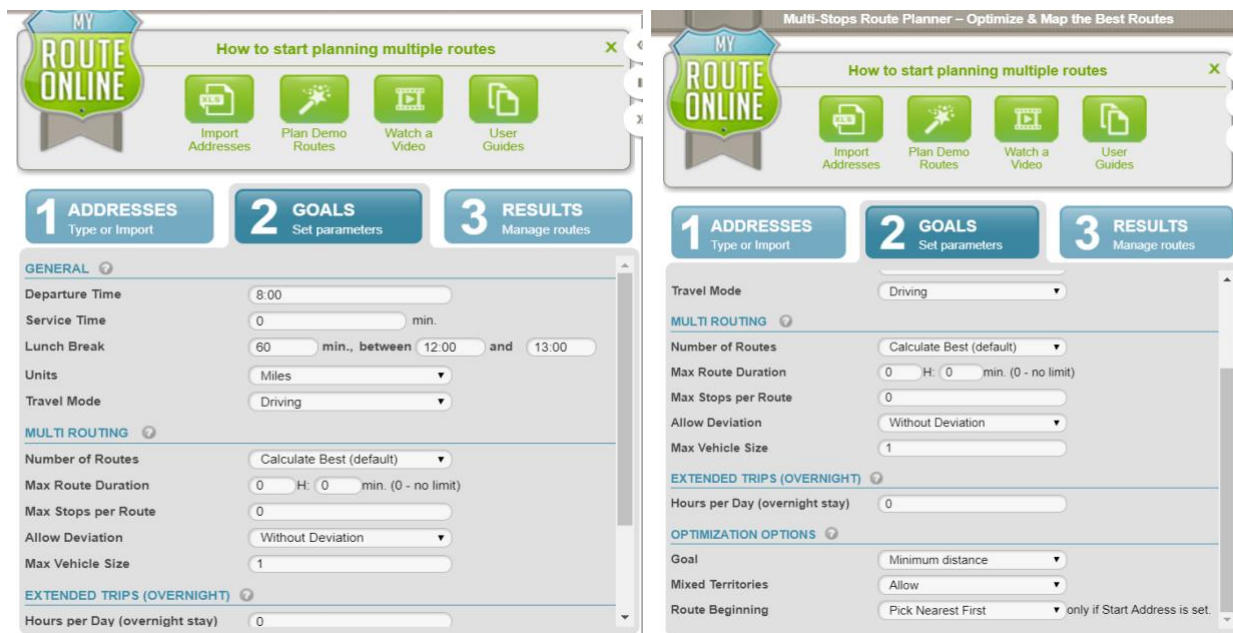 MY
ROUTE
ONLINE
How to start planning multiple routes X
XLS
Import Addresses
Plan Demo Routes
Watch a Video
User Guides
1 ADDRESSES
Type or Import
2 GOALS
Set parameters
3 RESULTS
Manage routes
GENERAL ?
Departure Time 8:00
Service Time 0 min.
Lunch Break 60 min., between 12:00 and 13:00
Units Miles
Travel Mode Driving
MULTI ROUTING ?
Number of Routes Calculate Best (default)
Max Route Duration 0 H: 0 min. (0 - no limit)
Max Stops per Route 0
Allow Deviation Without Deviation
Max Vehicle Size 1
EXTENDED TRIPS (OVERNIGHT) ?
Hours per Day (overnight stay) 0
Multi-Stops Route Planner – Optimize & Map the Best Routes
MY
ROUTE
ONLINE
How to start planning multiple routes X
XLS
Import Addresses
Plan Demo Routes
Watch a Video
User Guides
1 ADDRESSES
Type or Import
2 GOALS
Set parameters
3 RESULTS
Manage routes
Travel Mode Driving
MULTI ROUTING ?
Number of Routes Calculate Best (default)
Max Route Duration 0 H: 0 min. (0 - no limit)
Max Stops per Route 0
Allow Deviation Without Deviation
Max Vehicle Size 1
EXTENDED TRIPS (OVERNIGHT) ?
Hours per Day (overnight stay) 0
OPTIMIZATION OPTIONS ?
Goal Minimum distance
Mixed Territories Allow
Route Beginning Pick Nearest First only if Start Address is set.